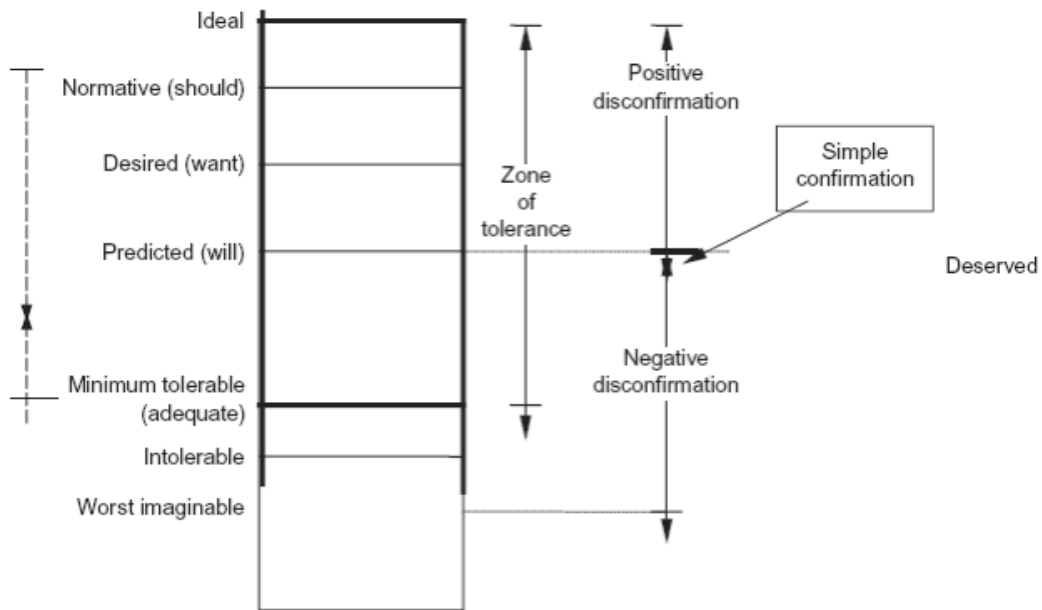 Ideal
Normative (should)
Desired (want)
Predicted (will)
Minimum tolerable
(adequate)
Intolerable
Worst imaginable
Zone
of
tolerance
Positive
disconfirmation
Simple
confirmation
Negative
disconfirmation
Deserved